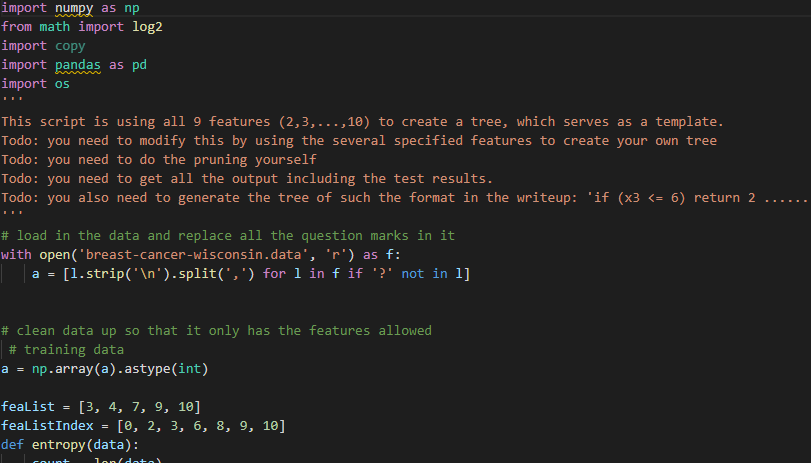 import numpy as np
from math import log2
import copy
import pandas as pd
import os
'''
This script is using all 9 features (2,3,...,10) to create a tree, which serves as a template.
Todo: you need to modify this by using the several specified features to create your own tree
Todo: you need to do the pruning yourself
Todo: you need to get all the output including the test results.
Todo: you also need to generate the tree of such the format in the writeup: 'if (x3 <= 6) return 2 ......
'''
# load in the data and replace all the question marks in it
with open('breast-cancer-wisconsin.data', 'r') as f:
    a = [l.strip('\n').split(',') for l in f if '?' not in l]
# clean data up so that it only has the features allowed
 # training data
a = np.array(a).astype(int)
feaList = [3, 4, 7, 9, 10]
feaListIndex = [0, 2, 3, 6, 8, 9, 10]
def entropy(data):
    count = len(data)